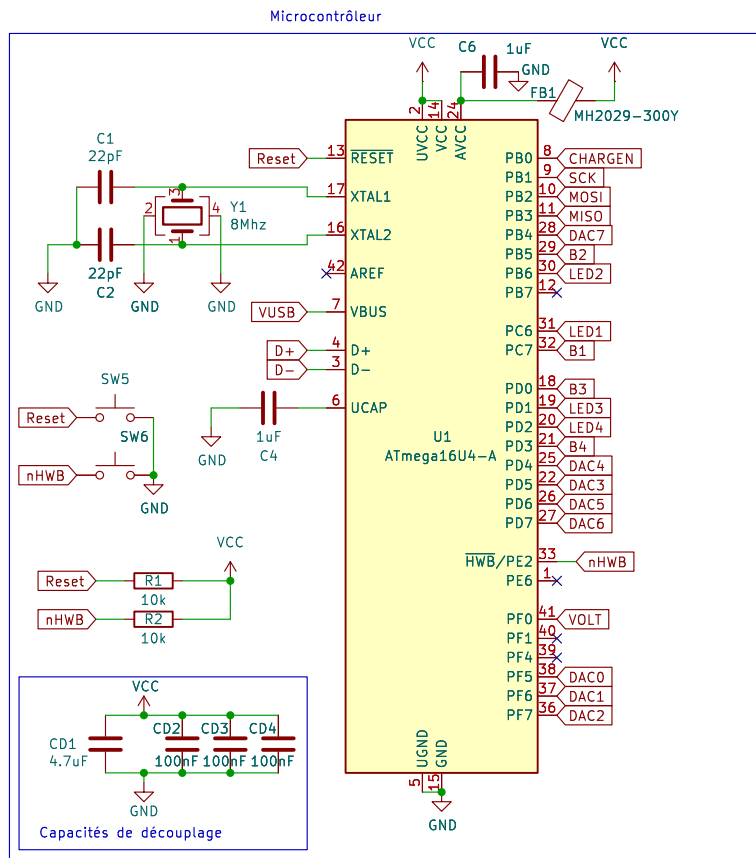 Microcontrôleur
VCC
C6
1uF
GND
VCC
FB1
MH2029-300Y
2
14
24
UVCC
VCC
AVCC
C1
22pF
Reset
13
RESET
PB0
8
CHARGEN
PB1
9
SCK
17
XTAL1
PB2
10
MOSI
3
2
4
1
Y1
8Mhz
PB3
11
MISO
16
XTAL2
PB4
28
DAC7
PB5
29
B2
22pF
C2
42
AREF
PB6
30
LED2
GND
GND
GND
PB7
12
VUSB
7
VBUS
PC6
31
LED1
D+
4
D+
PC7
32
B1
D-
3
D-
SW5
PD0
18
B3
6
UCAP
PD1
19
LED3
Reset
PD2
20
LED4
SW6
1uF
C4
GND
U1
ATmega16U4-A
PD3
21
B4
PD4
25
DAC4
nHWB
PD5
22
DAC3
GND
PD6
26
DAC5
PD7
27
DAC6
VCC
HWB/PE2
33
nHWB
Reset
R1
10k
PE6
1
nHWB
R2
10k
PF0
41
VOLT
PF1
40
PF4
39
PF5
38
DAC0
PF6
37
DAC1
PF7
36
DAC2
VCC
CD1
4.7uF
CD2
100nF
CD3
100nF
CD4
100nF
GND
UGND
GND
5
15
GND
Capacités de découplage